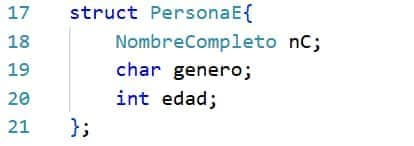 17 struct PersonaE{
18     NombreCompleto nC;
19     char genero;
20     int edad;
21 };